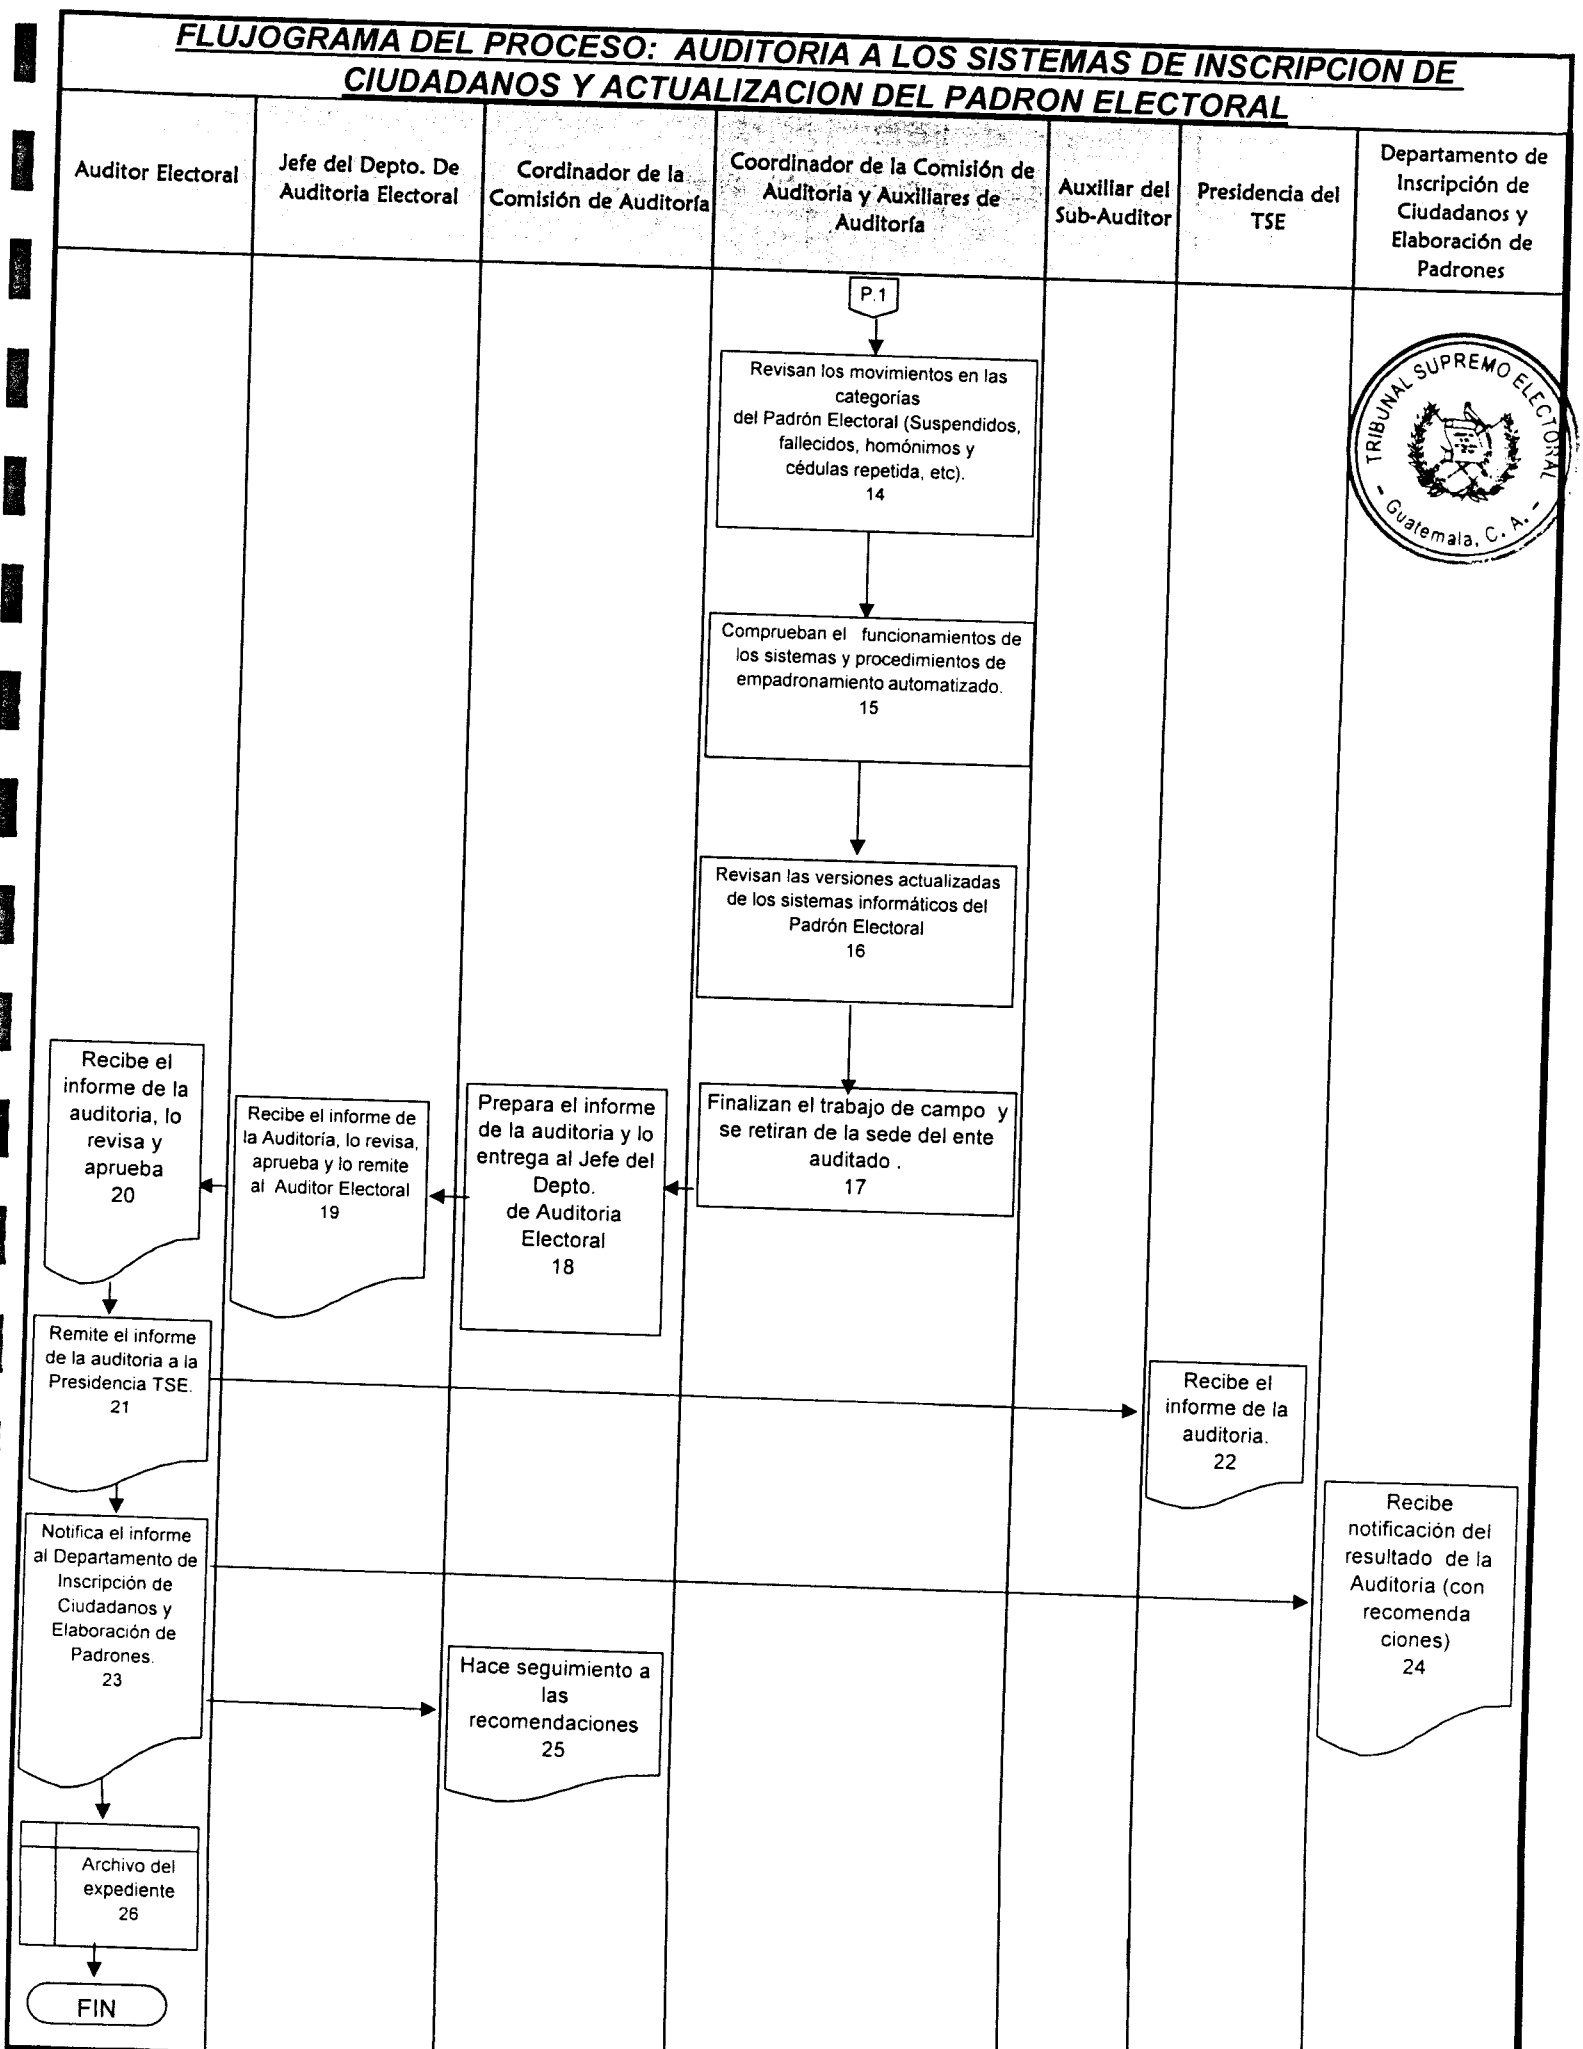 FLUJOGRAMA DEL PROCESO: AUDITORIA A LOS SISTEMAS DE INSCRIPCION DE
CIUDADANOS Y ACTUALIZACION DEL PADRON ELECTORAL
Auditor Electoral
Jefe del Depto. De
Auditoria Electoral
Cordinador de la
Comisión de Auditoría
Coordinador de la Comisión de
Auditoria y Auxiliares de
Auditoría
Auxiliar del
Sub-Auditor
Presidencia del
TSE
Departamento de
Inscripción de
Ciudadanos y
Elaboración de
Padrones
P.1
Revisan los movimientos en las
categorías
del Padrón Electoral (Suspendidos,
fallecidos, homónimos y
cédulas repetida, etc).
14
TRIBUNAL SUPREMO ELECTORAL
- Guatemala, C. A. -
Comprueban el funcionamientos de
los sistemas y procedimientos de
empadronamiento automatizado.
15
Revisan las versiones actualizadas
de los sistemas informáticos del
Padrón Electoral
16
Finalizan el trabajo de campo y
se retiran de la sede del ente
auditado .
17
Prepara el informe
de la auditoria y lo
entrega al Jefe del
Depto.
de Auditoria
Electoral
18
Recibe el informe de
la Auditoría, lo revisa,
aprueba y lo remite
al Auditor Electoral
19
Recibe el
informe de la
auditoria, lo
revisa y
aprueba
20
Remite el informe
de la auditoria a la
Presidencia TSE.
21
Recibe el
informe de la
auditoria.
22
Notifica el informe
al Departamento de
Inscripción de
Ciudadanos y
Elaboración de
Padrones.
23
Recibe
notificación del
resultado de la
Auditoria (con
recomenda
ciones)
24
Hace seguimiento a
las
recomendaciones
25
Archivo del
expediente
26
FIN